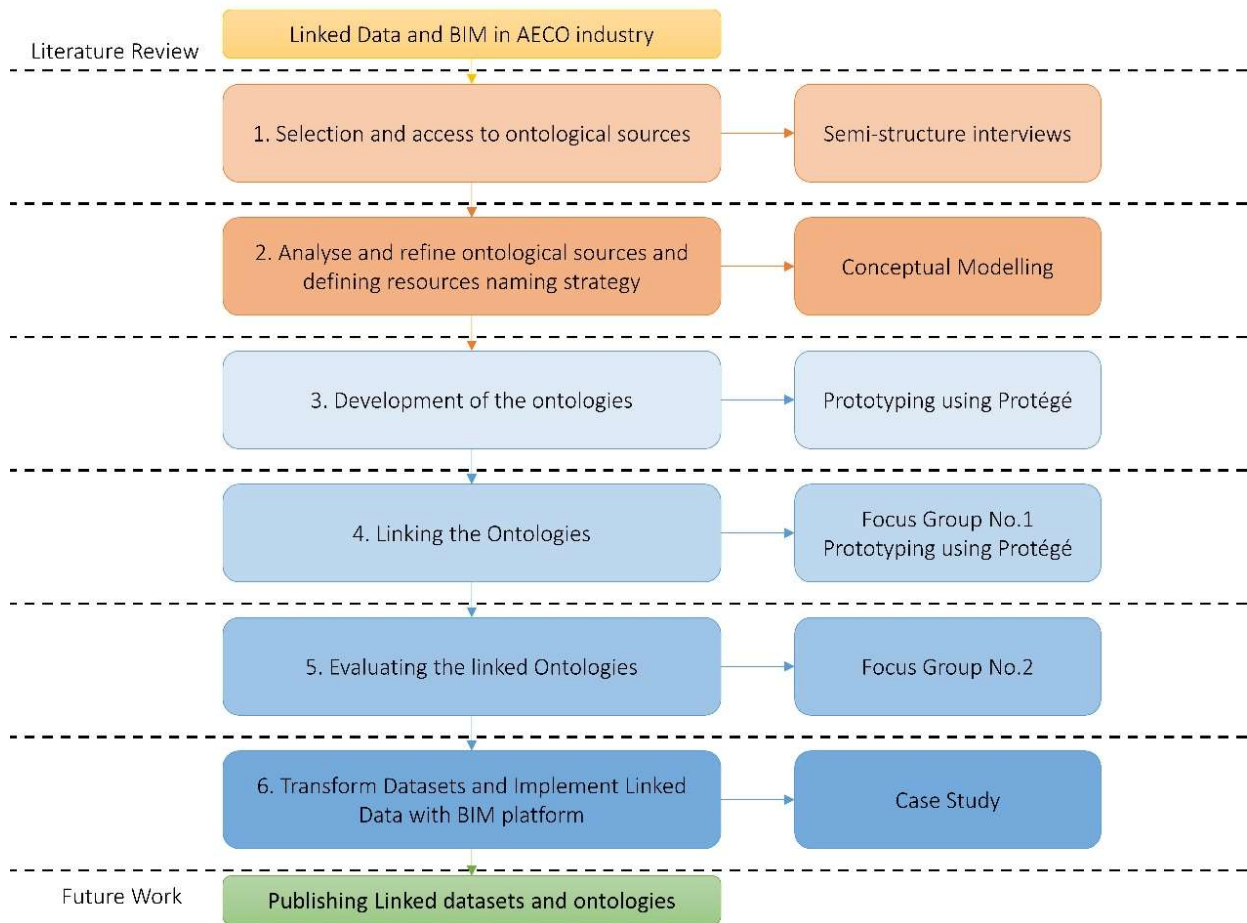 Linked Data and BIM in AECO industry
Literature Review
1. Selection and access to ontological sources
Semi-structure interviews
2. Analyse and refine ontological sources and
defining resources naming strategy
Conceptual Modelling
3. Development of the ontologies
Prototyping using Protégé
4. Linking the Ontologies
Focus Group No.1
Prototyping using Protégé
5. Evaluating the linked Ontologies
Focus Group No.2
6. Transform Datasets and Implement Linked
Data with BIM platform
Case Study
Future Work
Publishing Linked datasets and ontologies